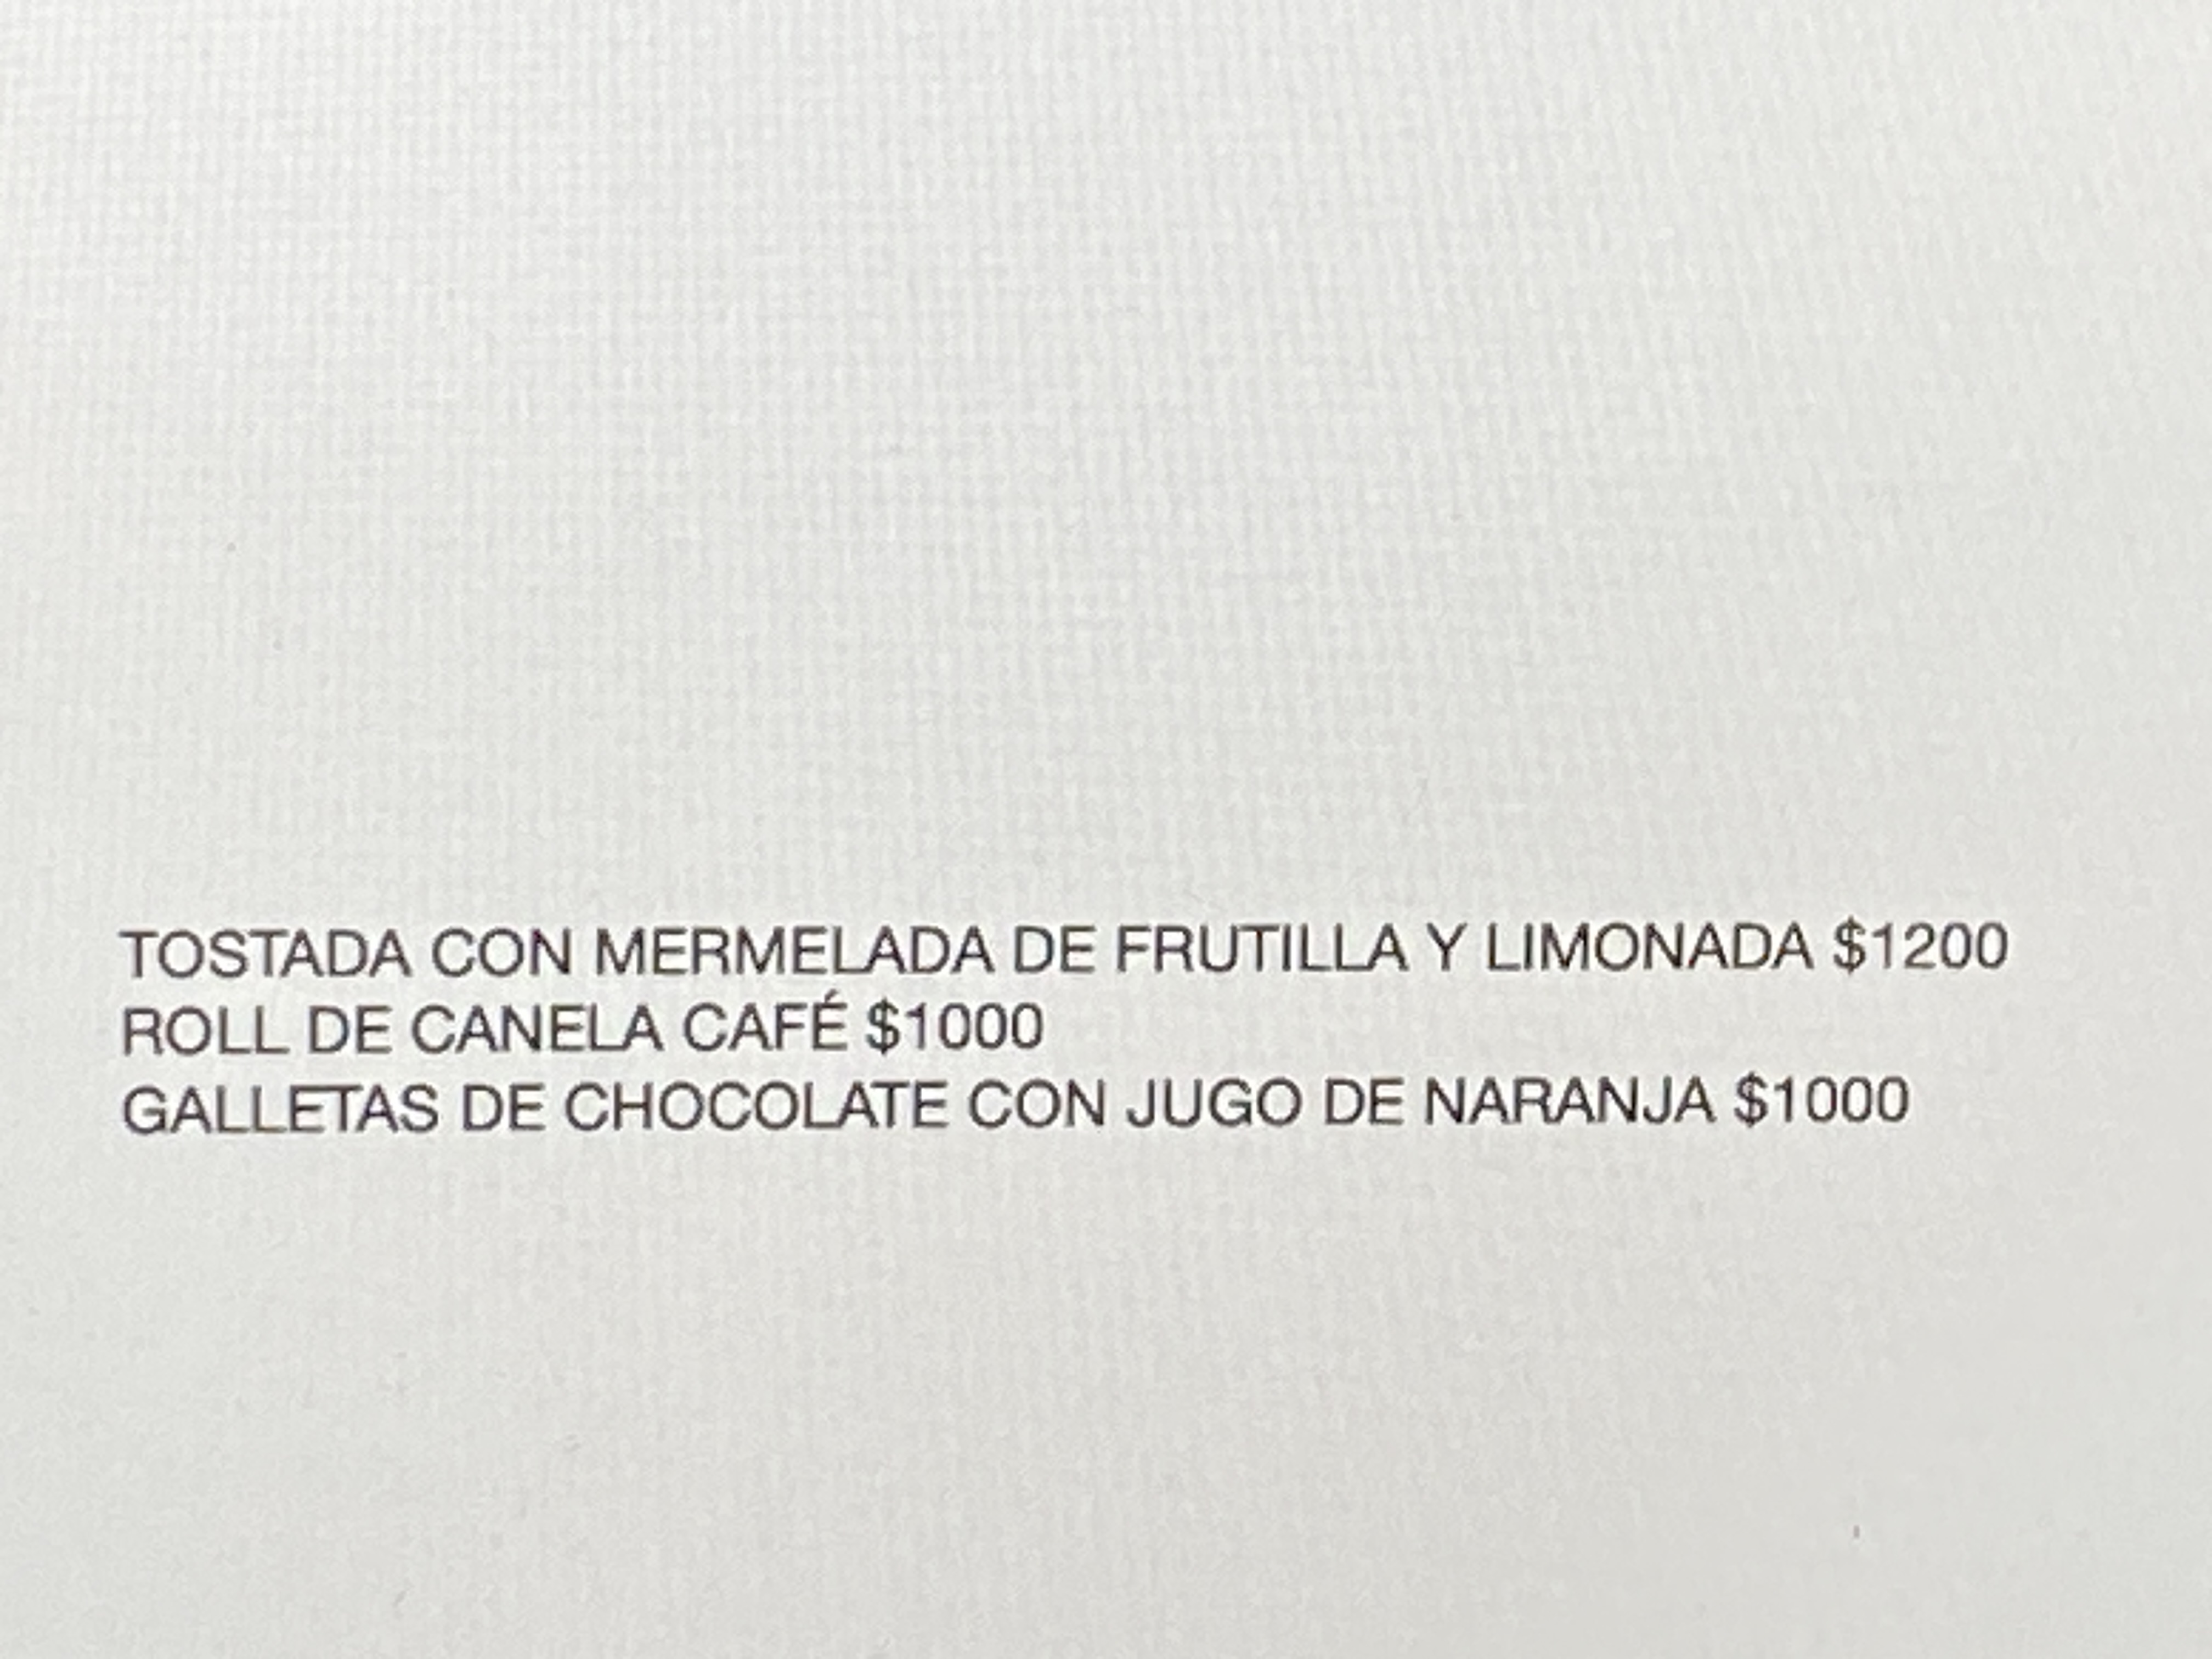 TOSTADA CON MERMELADA DE FRUTILLA Y LIMONADA $1200
ROLL DE CANELA CAFÉ $1000
GALLETAS DE CHOCOLATE CON JUGO DE NARANJA $1000